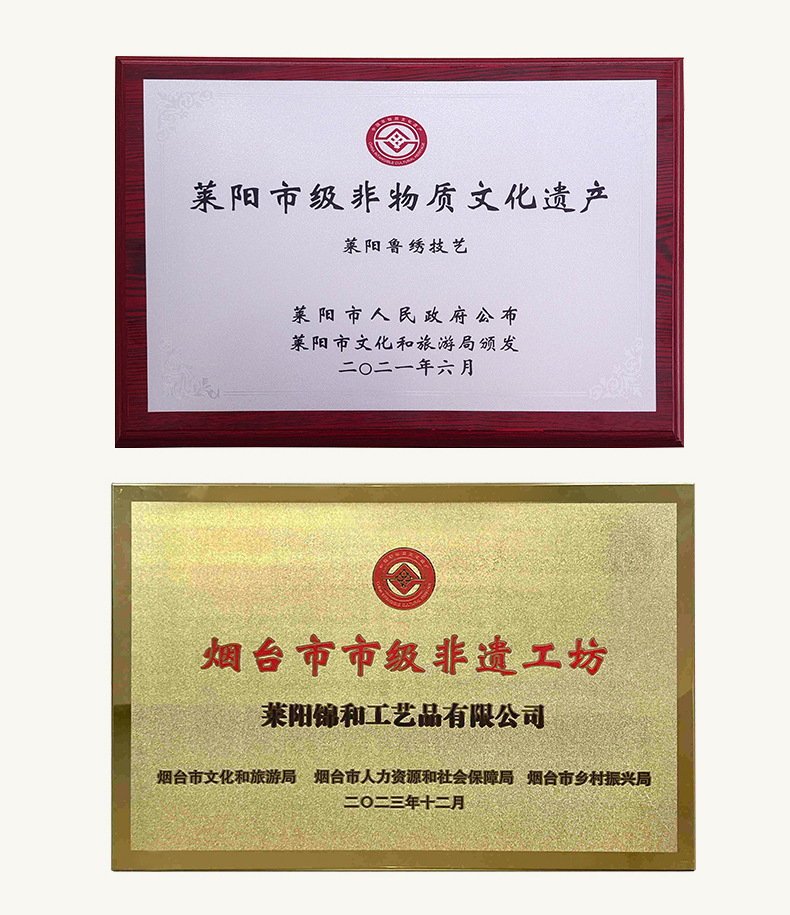 莱阳市级非物质文化遗产
莱阳鲁绣技艺
莱阳市人民政府公布
莱阳市文化和旅游局颁发
二〇二一年六月
烟台市市级非遗工坊
莱阳锦和工艺品有限公司
烟台市文化和旅游局 烟台市人力资源和社会保障局 烟台市乡村振兴局
二〇二三年十二月